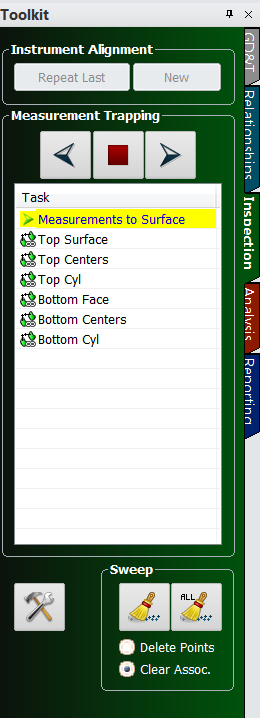 Toolkit
Instrument Alignment
Repeat Last
New
Measurement Trapping
Task
Measurements to Surface
Top Surface
Top Centers
Top Cyl
Bottom Face
Bottom Centers
Bottom Cyl
Sweep
ALL
Delete Points
Clear Assoc.
GD&T
Relationships
Inspection
Analysis
Reporting